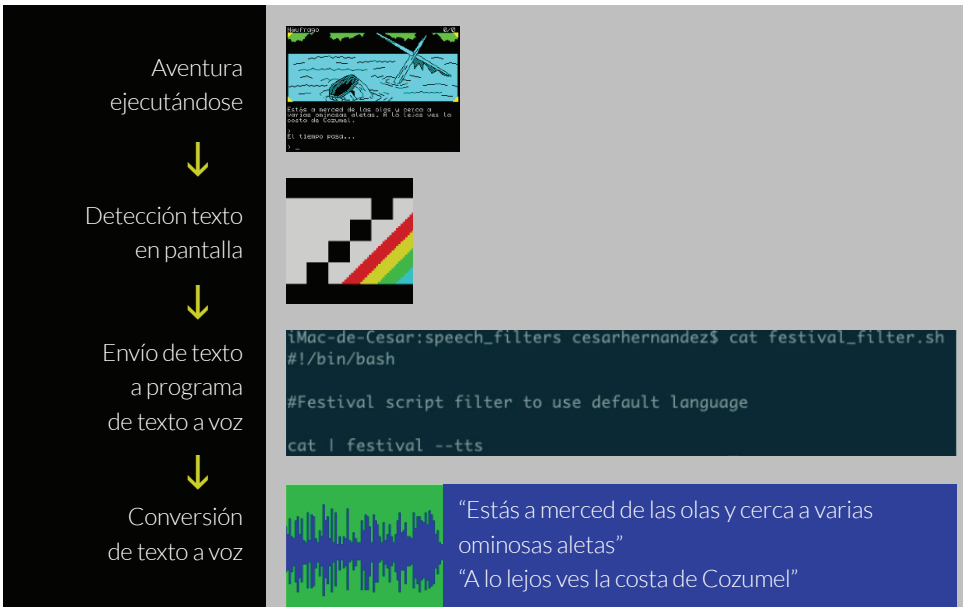 Aventura
ejecutándose
Naufrago 0/0
Estás a merced de las olas y cerca a
varias ominosas aletas. A lo lejos ves la
costa de Cozumel.
>
El tiempo pasa...
> _
Detección texto
en pantalla
Envío de texto
a programa
de texto a voz
iMac-de-Cesar:speech_filters cesarhernandez$ cat festival_filter.sh
#!/bin/bash
#Festival script filter to use default language
cat | festival --tts
Conversión
de texto a voz
“Estás a merced de las olas y cerca a varias
ominosas aletas”
“A lo lejos ves la costa de Cozumel”